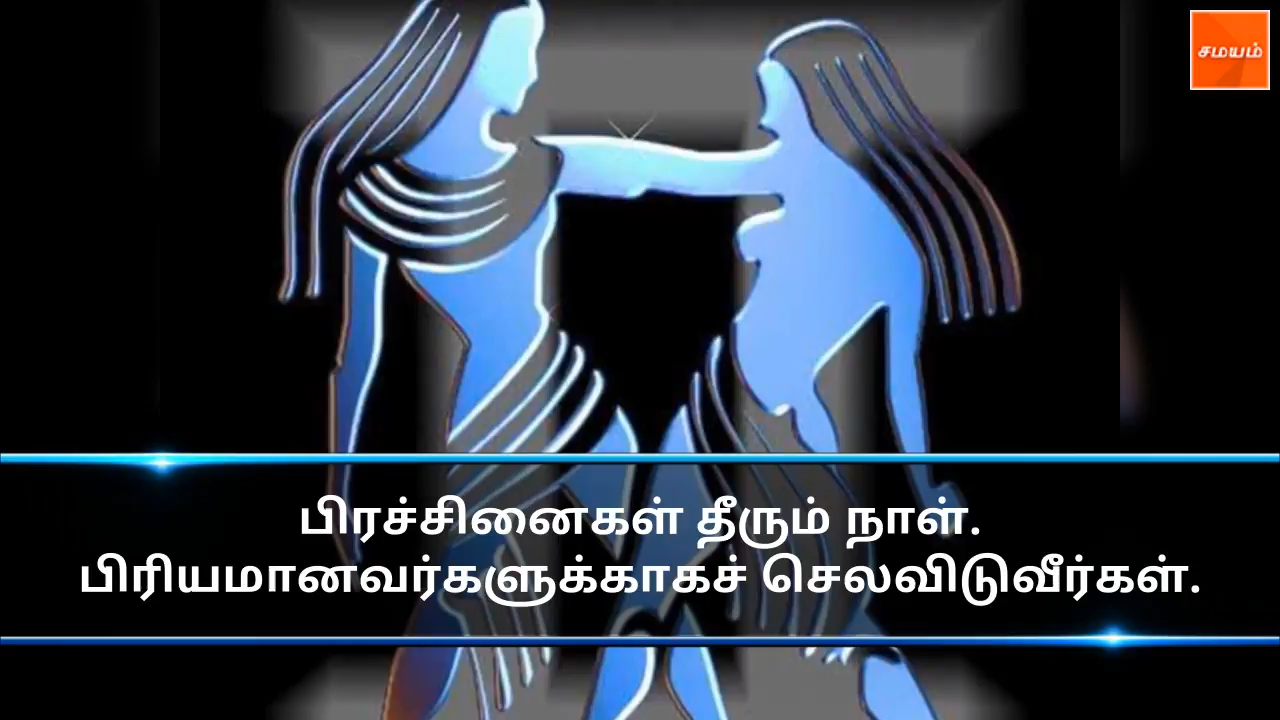 சமயம்
பிரச்சினைகள் தீரும் நாள்.
பிரியமானவர்களுக்காகச் செலவிடுவீர்கள்.